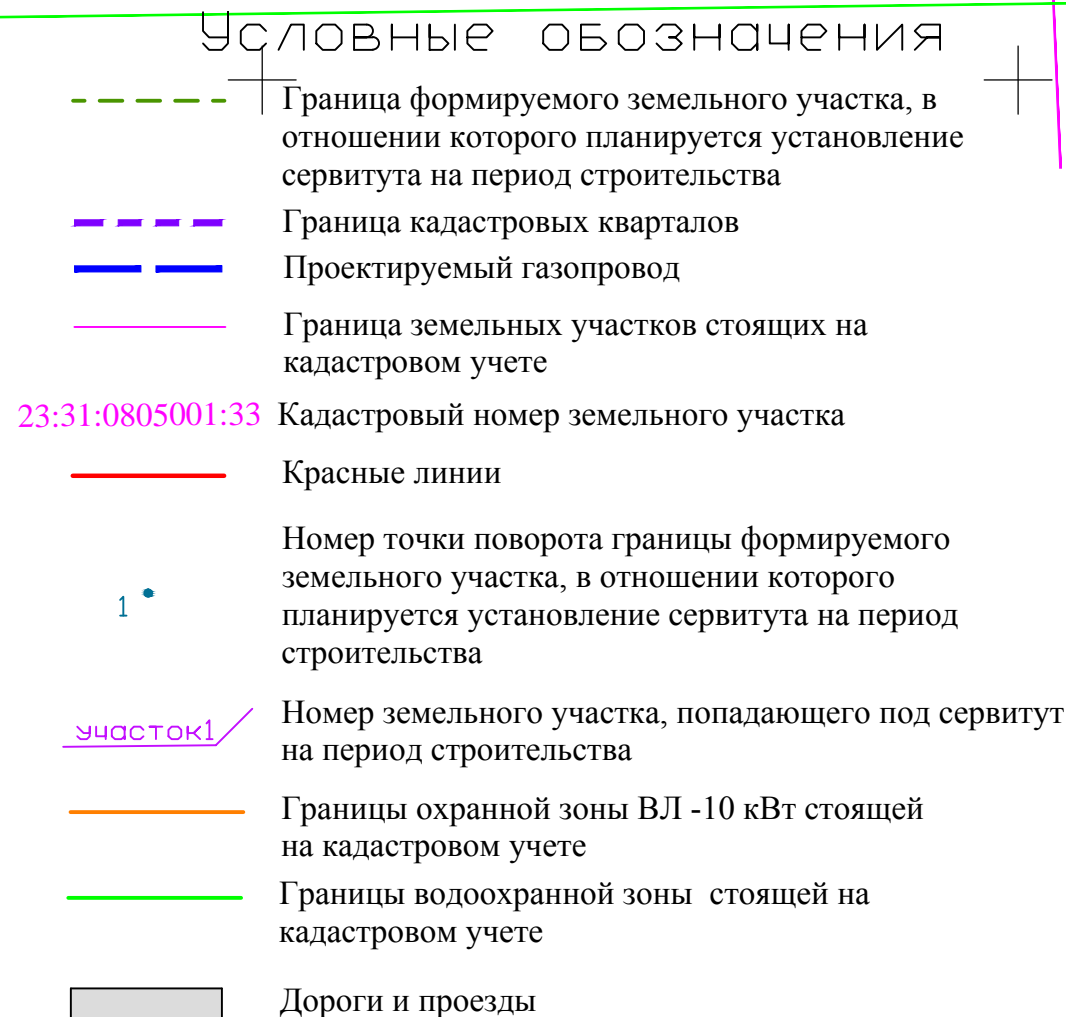 Условные обозначения
Граница формируемого земельного участка, в
отношении которого планируется установление
сервитута на период строительства
Граница кадастровых кварталов
Проектируемый газопровод
Граница земельных участков стоящих на
кадастровом учете
23:31:0805001:33 Кадастровый номер земельного участка
Красные линии
Номер точки поворота границы формируемого
земельного участка, в отношении которого
1
планируется установление сервитута на период
строительства
участок1
Номер земельного участка, попадающего под сервитут
на период строительства
Границы охранной зоны ВЛ -10 кВт стоящей
на кадастровом учете
Границы водоохранной зоны стоящей на
кадастровом учете
Дороги и проезды